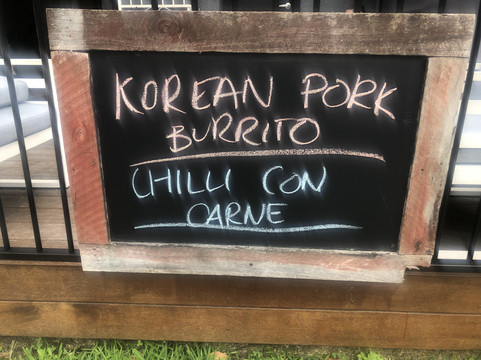 KOREAN PORK
BURRITO
CHILLI CON
CARNE